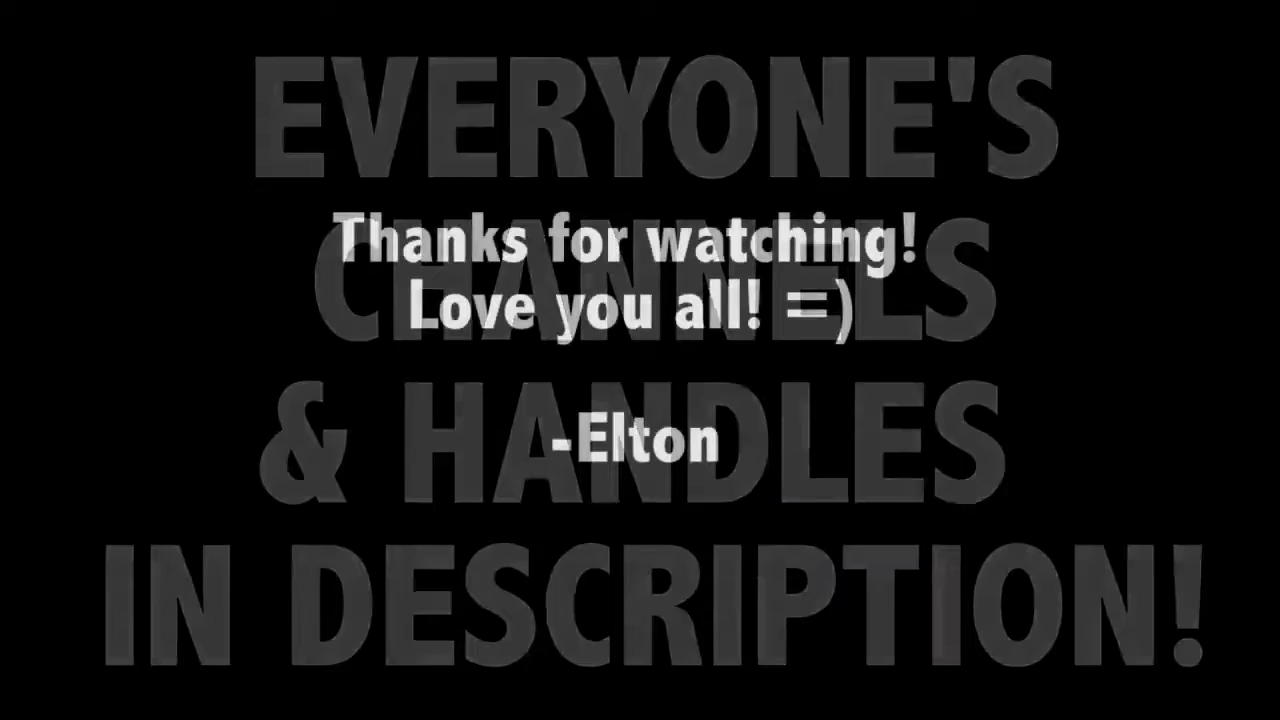 EVERYONE'S
CHANNELS
& HANDLES
IN DESCRIPTION!
Thanks for watching!
Love you all! =)
-Elton